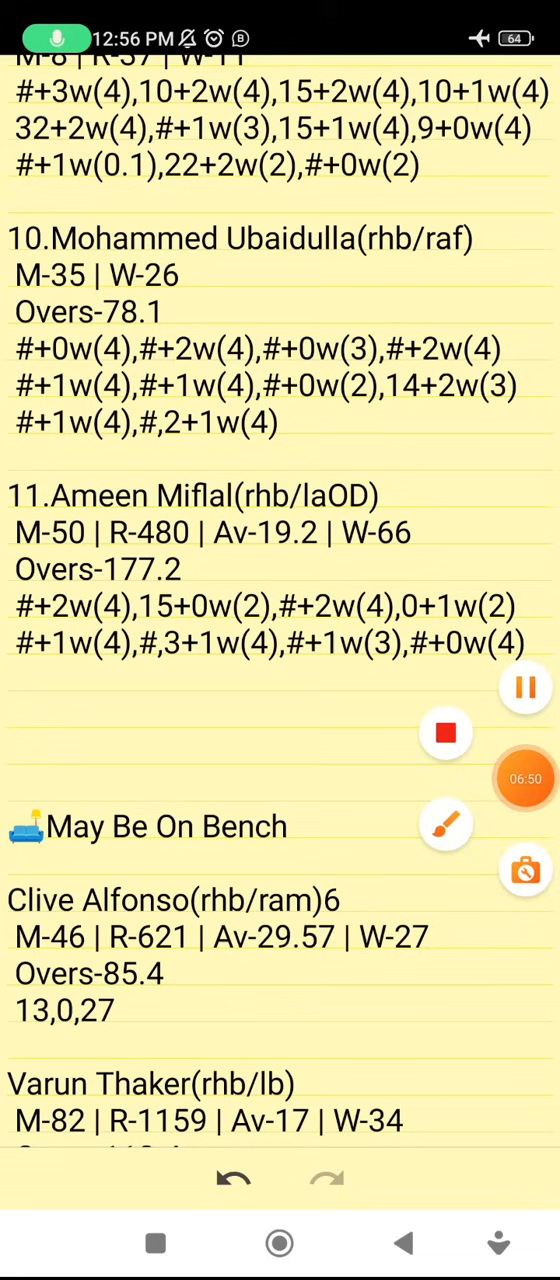 12:56 PM
64
M-8 | R-37 | W-11
#+3w(4),10+2w(4),15+2w(4),10+1w(4)
32+2w(4),#+1w(3),15+1w(4),9+0w(4)
#+1w(0.1),22+2w(2),#+0w(2)
10.Mohammed Ubaidulla(rhb/raf)
M-35 | W-26
Overs-78.1
#+0w(4),#+2w(4),#+0w(3),#+2w(4)
#+1w(4),#+1w(4),#+0w(2),14+2w(3)
#+1w(4),#,2+1w(4)
11.Ameen Miflal(rhb/laOD)
M-50 | R-480 | Av-19.2 | W-66
Overs-177.2
#+2w(4),15+0w(2),#+2w(4),0+1w(2)
#+1w(4),#,3+1w(4),#+1w(3),#+0w(4)
06:50
🛋️May Be On Bench
Clive Alfonso(rhb/ram)6
M-46 | R-621 | Av-29.57 | W-27
Overs-85.4
13,0,27
Varun Thaker(rhb/lb)
M-82 | R-1159 | Av-17 | W-34